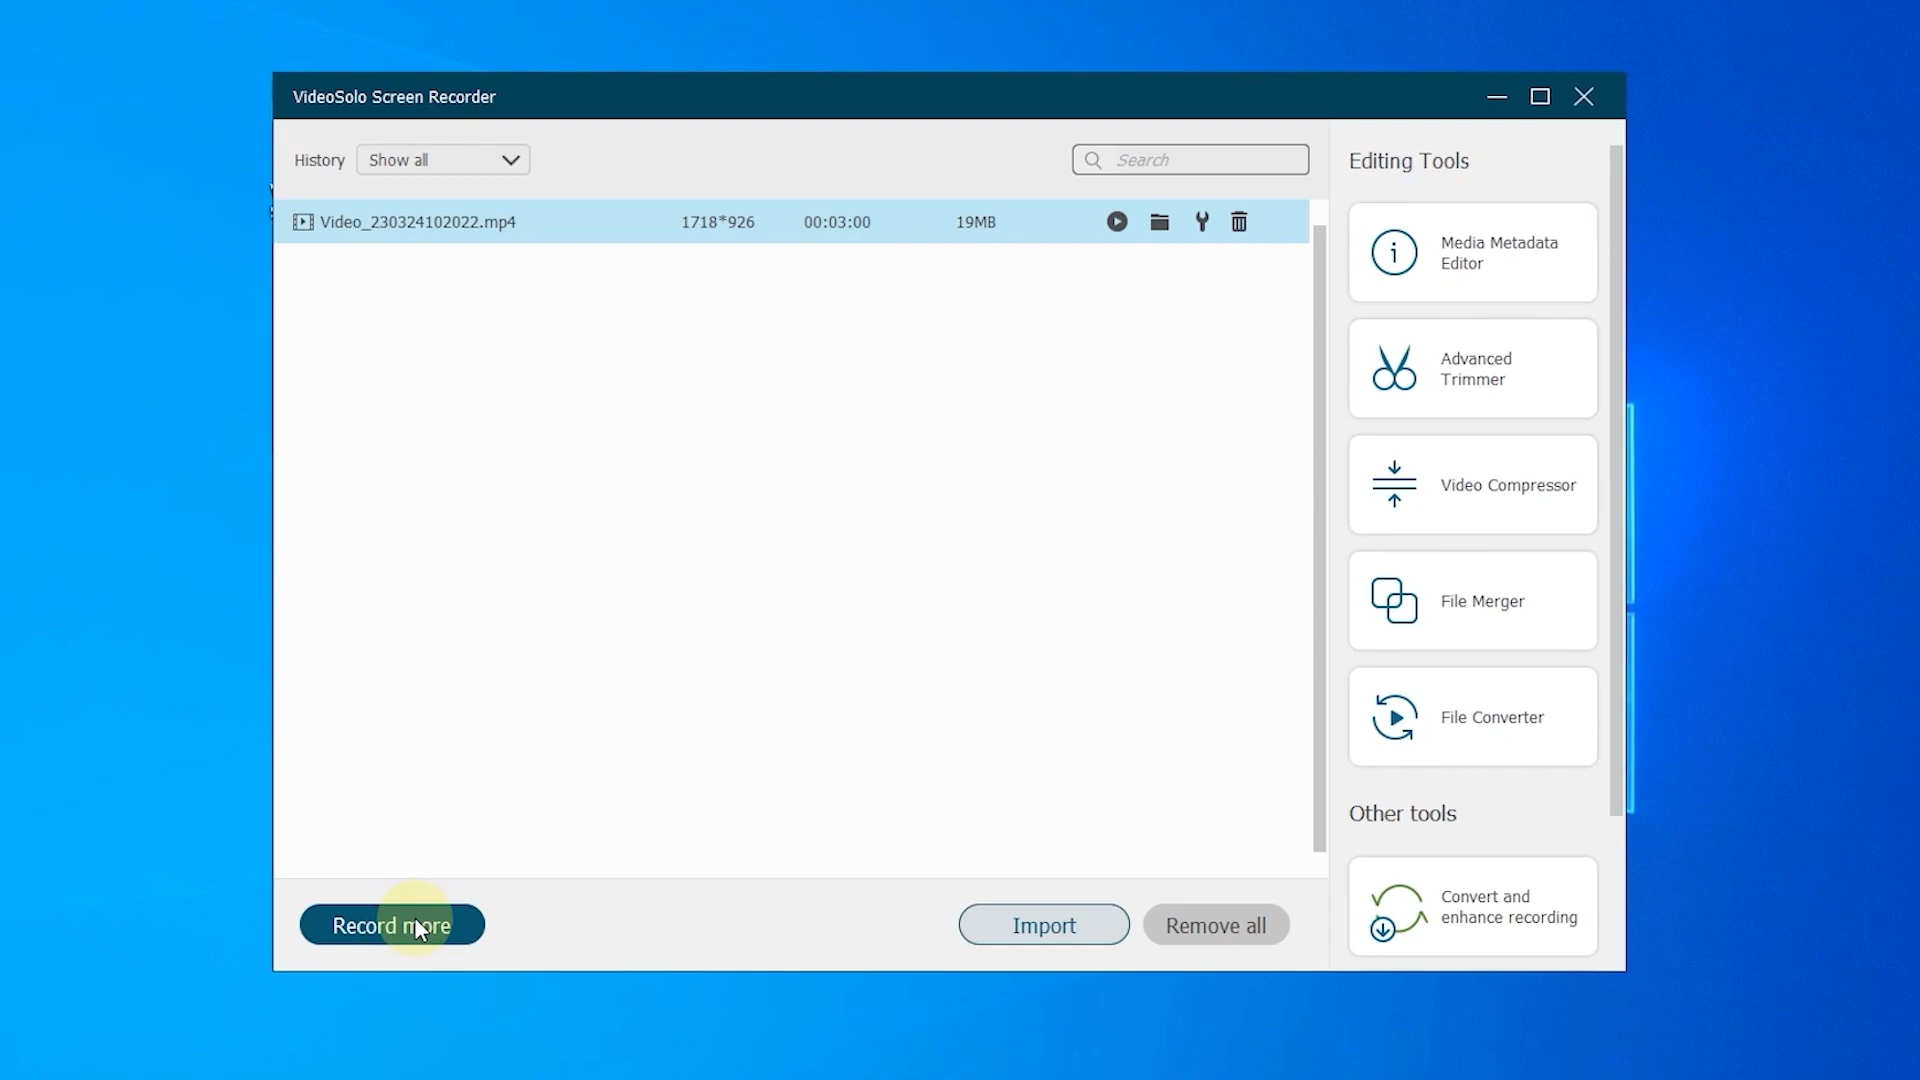 VideoSolo Screen Recorder
History
Show all
Search
Video_230324102022.mp4 1718*926 00:03:00 19MB
Editing Tools
Media Metadata
Editor
Advanced
Trimmer
Video Compressor
File Merger
File Converter
Other tools
Convert and
enhance recording
Record more
Import
Remove all